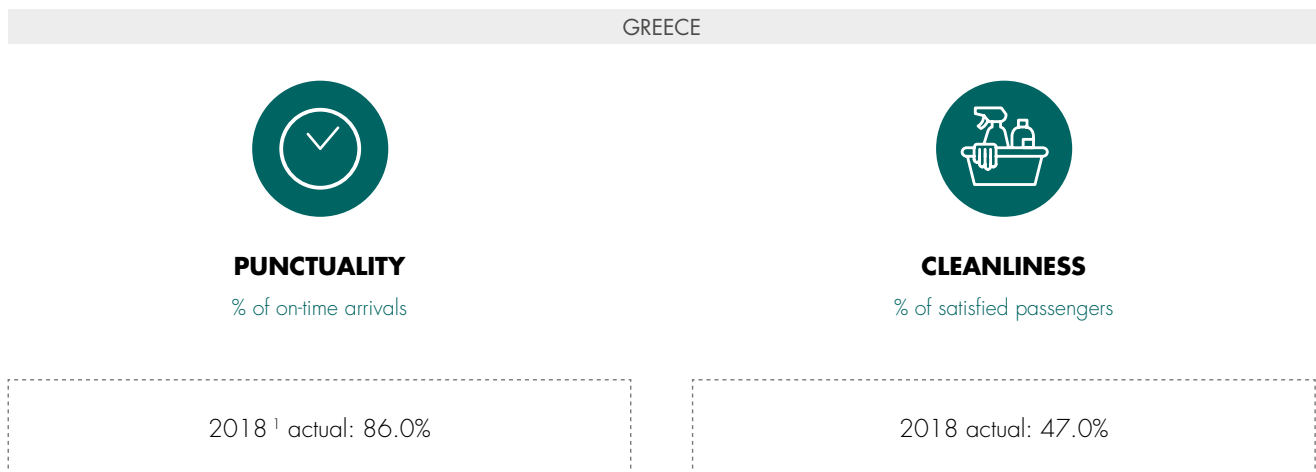 GREECE
PUNCTUALITY
% of on-time arrivals
2018 1 actual: 86.0%
CLEANLINESS
% of satisfied passengers
2018 actual: 47.0%